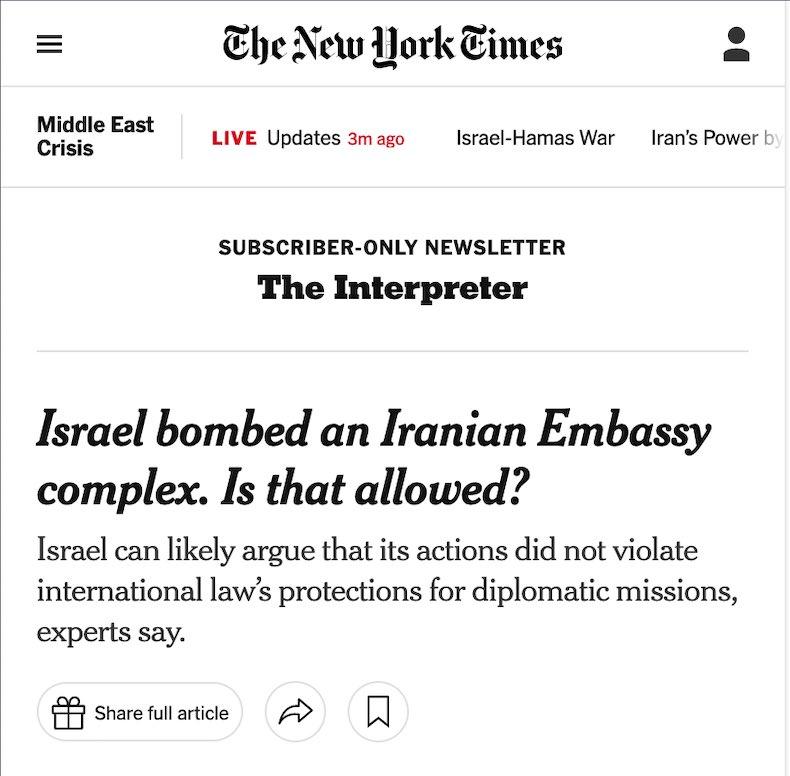 The New York Times
Middle East
Crisis
LIVE Updates 3m ago
Israel-Hamas War
Iran's Power by
SUBSCRIBER-ONLY NEWSLETTER
The Interpreter
Israel bombed an Iranian Embassy
complex. Is that allowed?
Israel can likely argue that its actions did not violate
international law's protections for diplomatic missions,
experts say.
Share full article